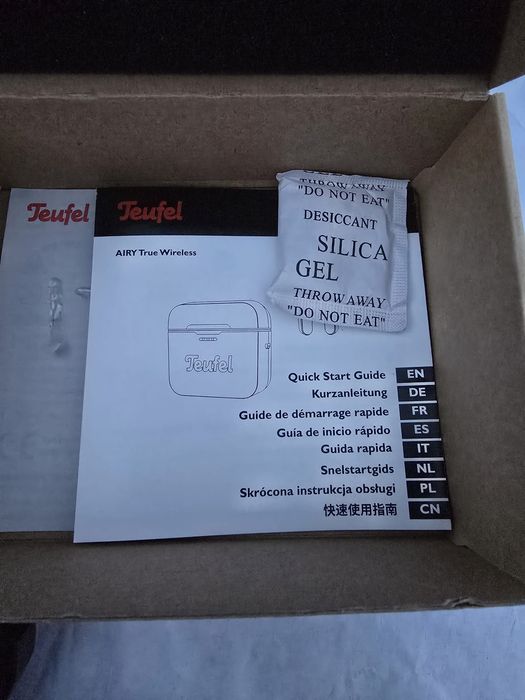 Teufel
Teufel
AIRY True Wireless
THROW AWAY
"DO NOT EAT"
DESICCANT
SILICA
GEL
THROW AWAY
"DO NOT EAT"
Teufel
Quick Start Guide EN
Kurzanleitung DE
Guide de démarrage rapide FR
Guía de inicio rápido ES
Guida rapida IT
Snelstartgids NL
Skrócona instrukcja obsługi PL
快速使用指南 CN